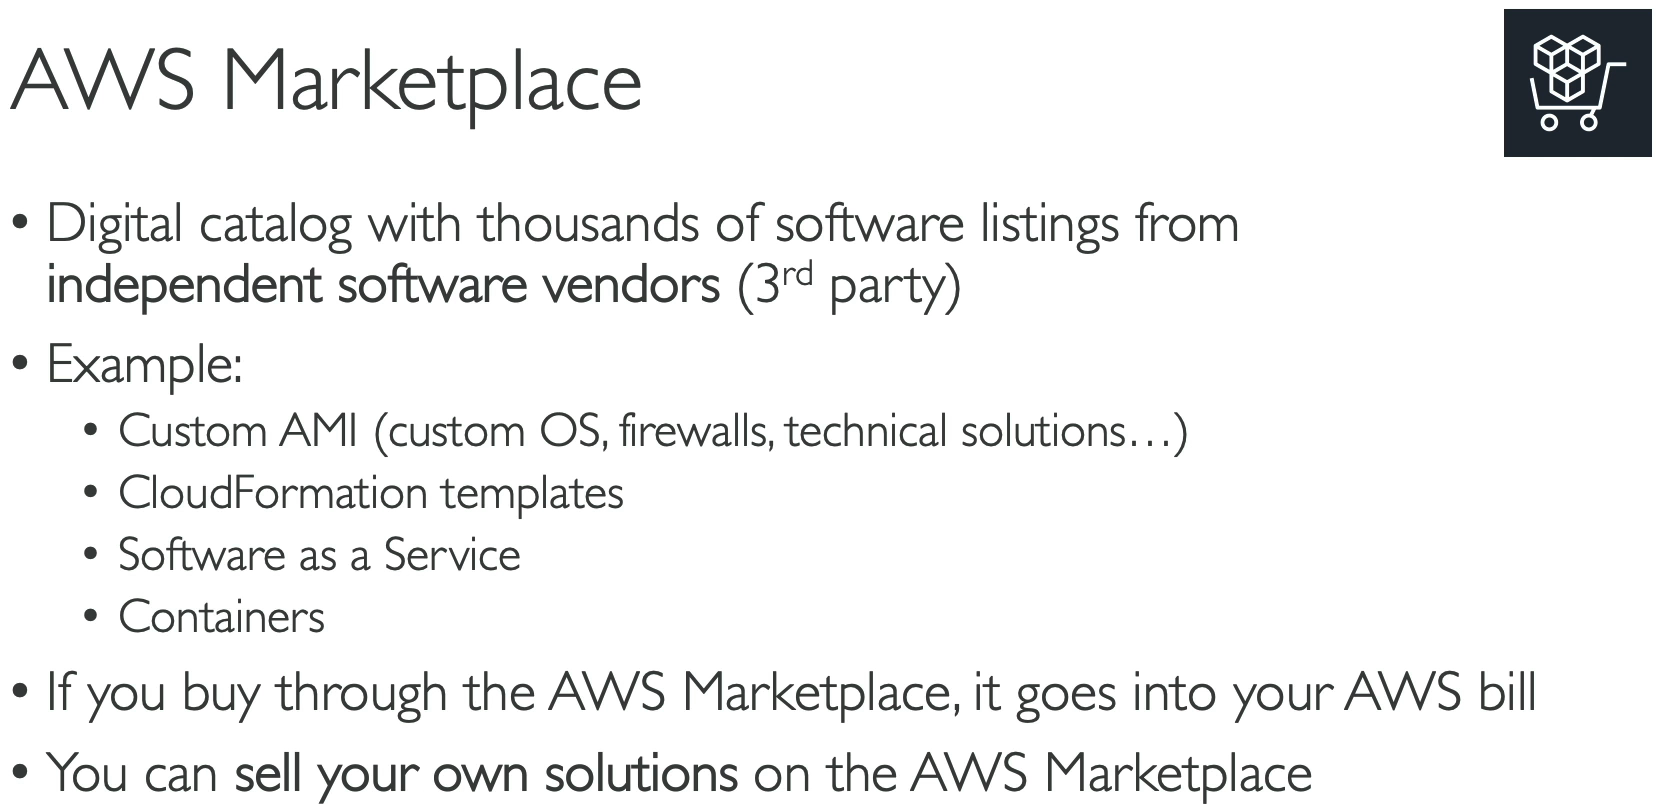 AWS Marketplace
• Digital catalog with thousands of software listings from
independent software vendors (3rd party)
• Example:
• Custom AMI (custom OS, firewalls, technical solutions…)
• CloudFormation templates
• Software as a Service
• Containers
• If you buy through the AWS Marketplace, it goes into your AWS bill
• You can sell your own solutions on the AWS Marketplace